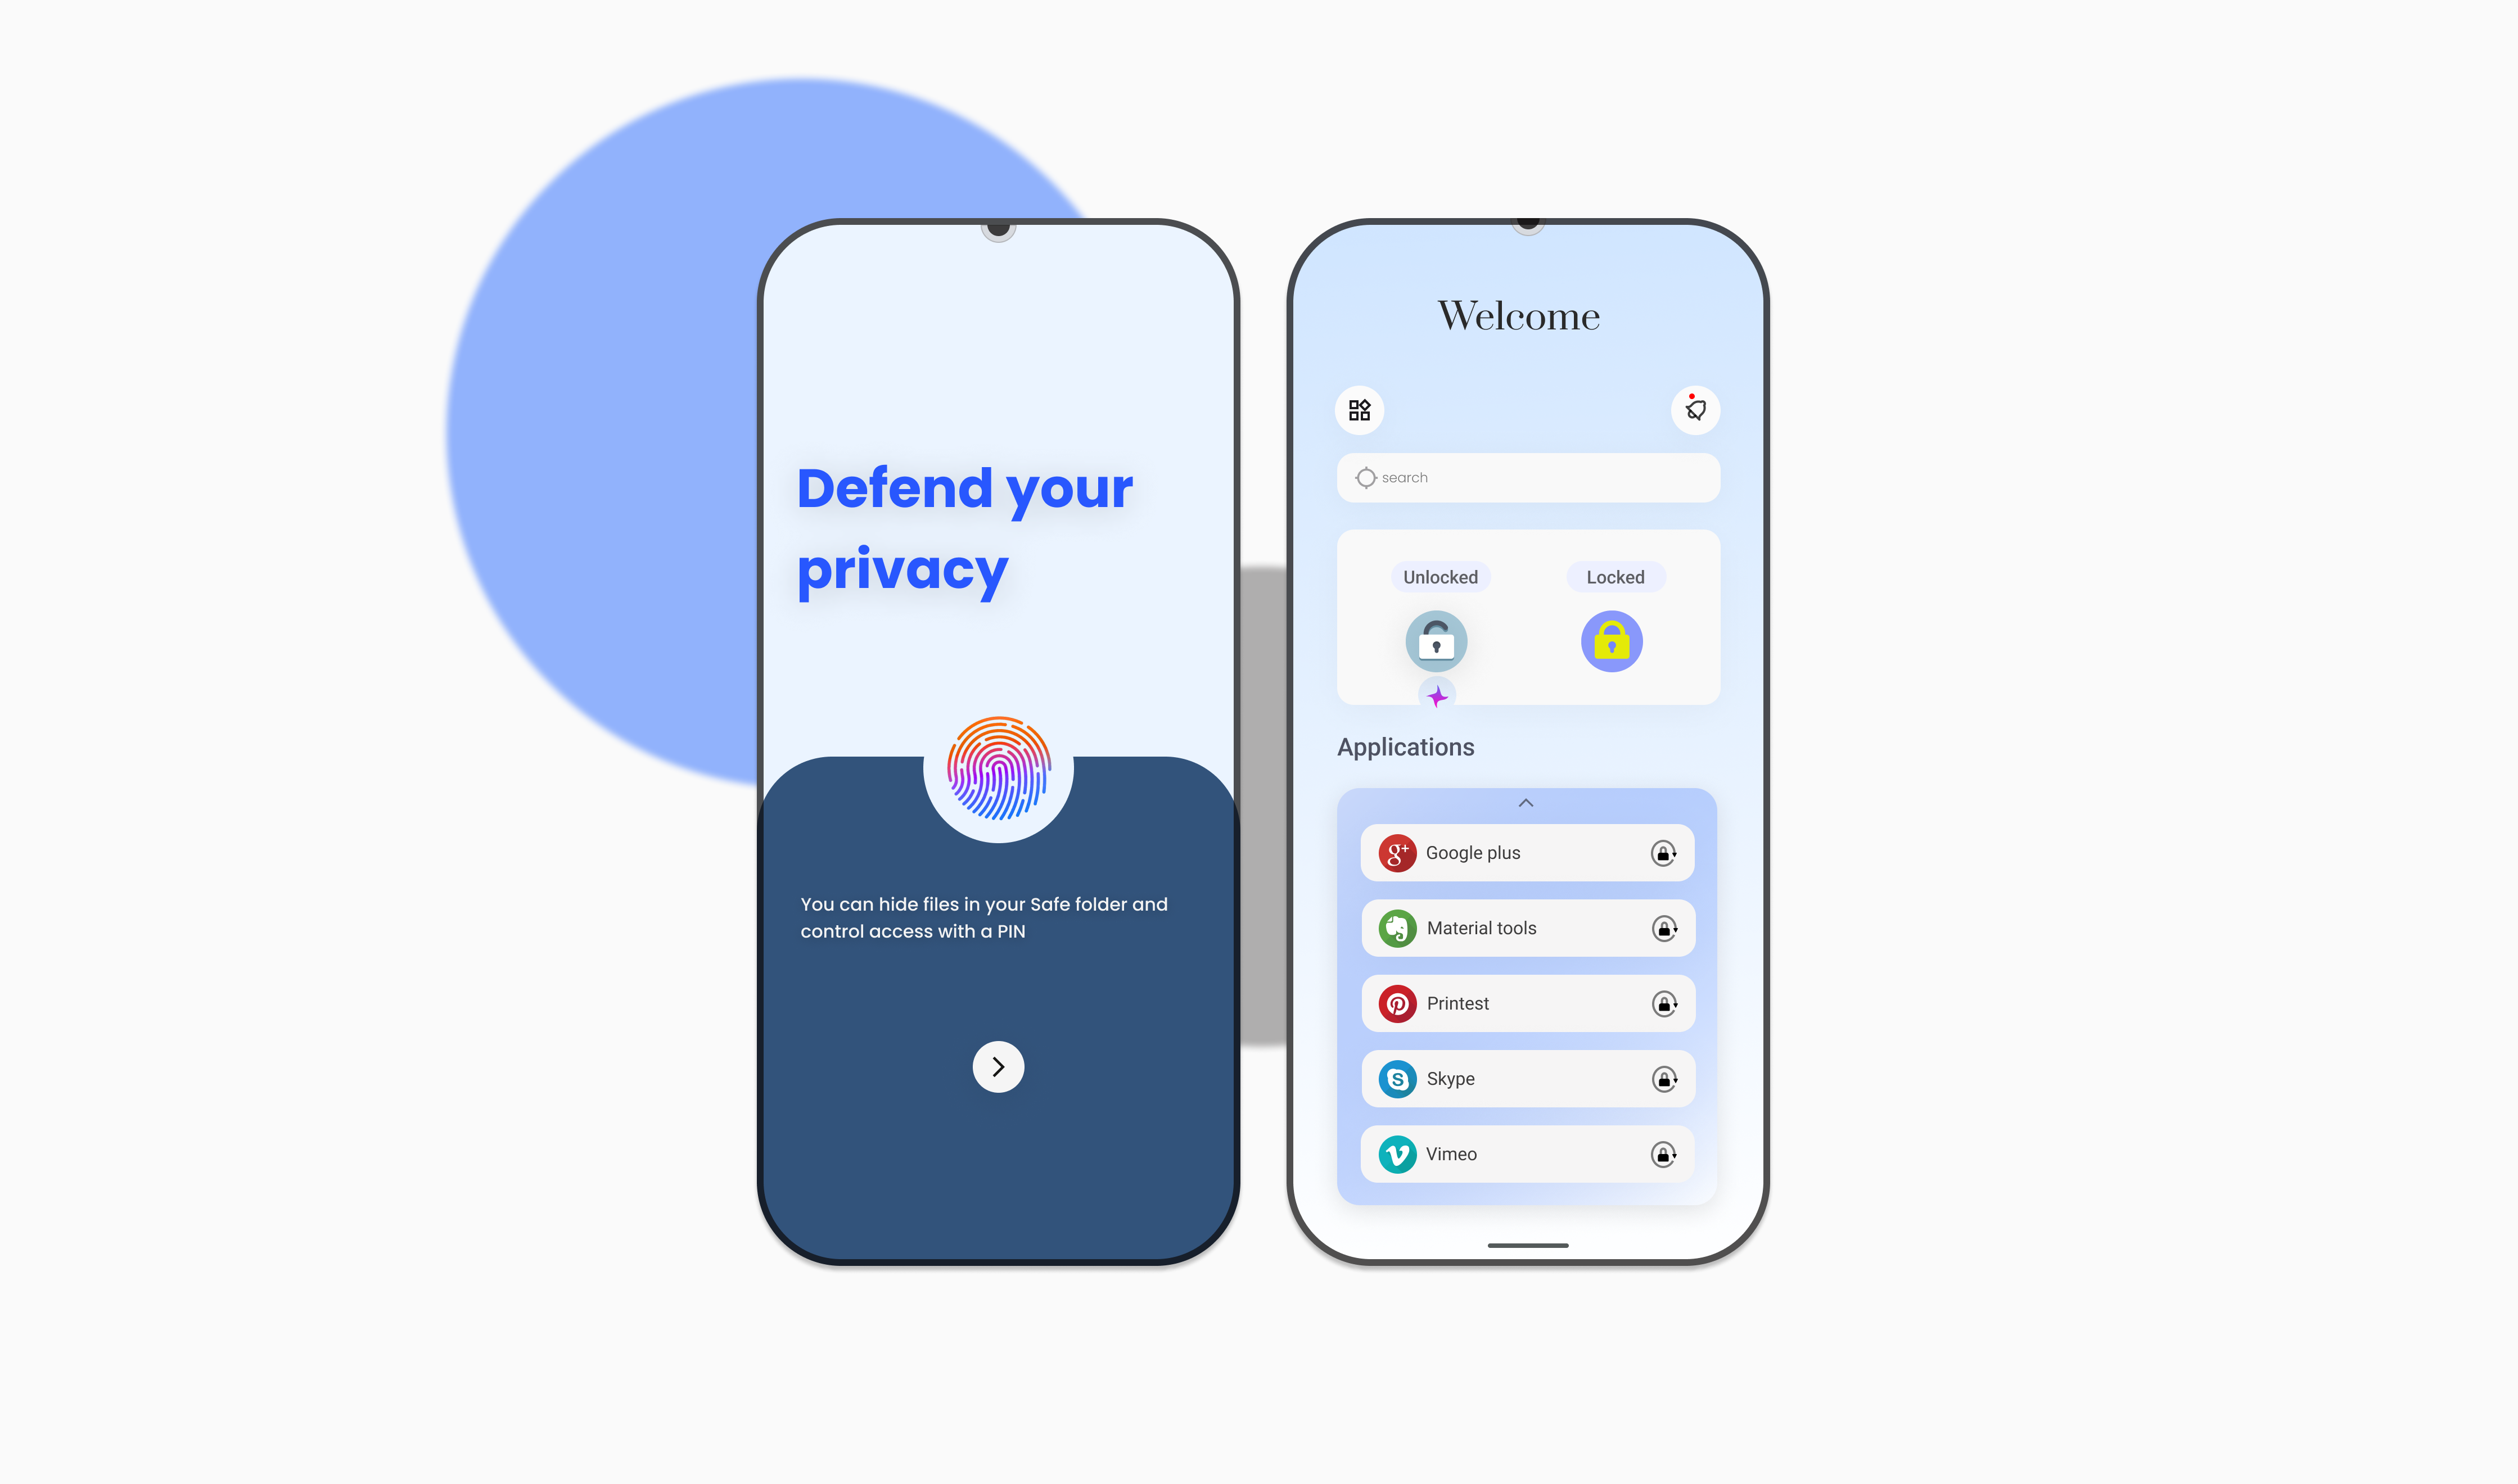 Defend your
privacy
You can hide files in your Safe folder and
control access with a PIN
Welcome
search
Unlocked
Locked
Applications
g+
Google plus
Material tools
Printest
S
Skype
Vimeo